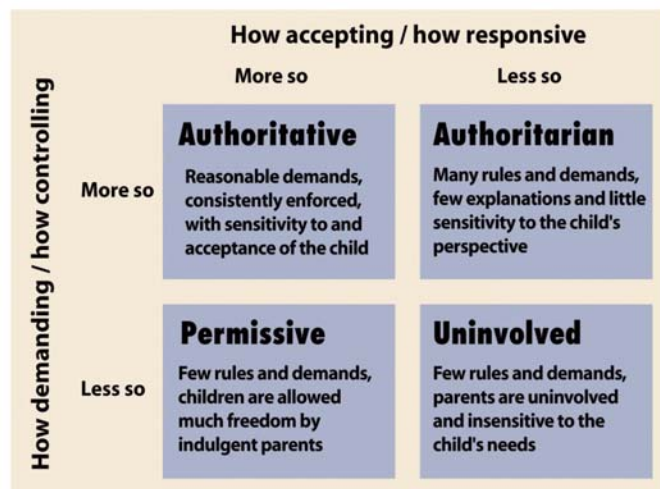 How accepting / how responsive
More so
Less so
How demanding / how controlling
More so
Authoritative
Reasonable demands,
consistently enforced,
with sensitivity to and
acceptance of the child
Authoritarian
Many rules and demands,
few explanations and little
sensitivity to the child's
perspective
Less so
Permissive
Few rules and demands,
children are allowed
much freedom by
indulgent parents
Uninvolved
Few rules and demands,
parents are uninvolved
and insensitive to the
child's needs